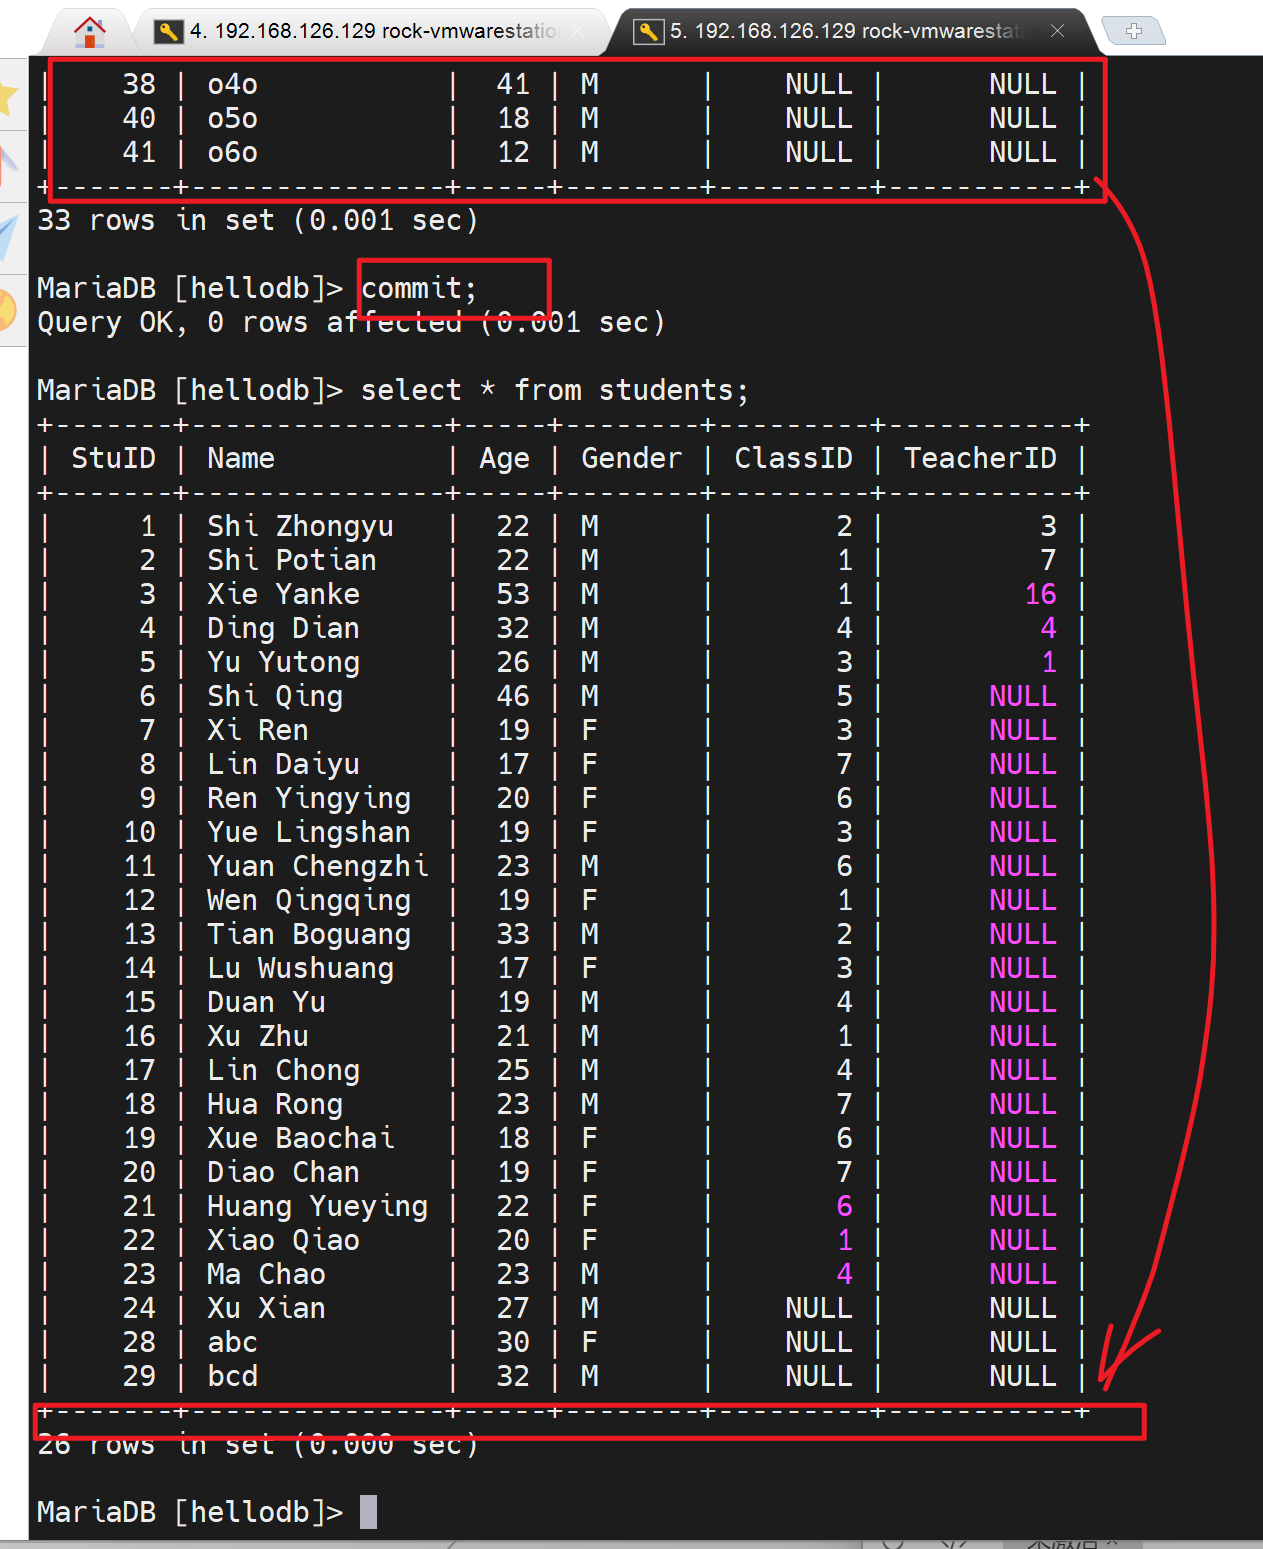 4. 192.168.126.129 rock-vmwarestatio
5. 192.168.126.129 rock-vmwarestat
| 38 | o4o | 41 | M | NULL | NULL |
| 40 | o5o | 18 | M | NULL | NULL |
| 41 | o6o | 12 | M | NULL | NULL |
+-------+---------------+-----+--------+---------+-----------+
33 rows in set (0.001 sec)
MariaDB [hellodb]> commit;
Query OK, 0 rows affected (0.001 sec)
MariaDB [hellodb]> select * from students;
+-------+---------------+-----+--------+---------+-----------+
| StuID | Name | Age | Gender | ClassID | TeacherID |
+-------+---------------+-----+--------+---------+-----------+
| 1 | Shi Zhongyu | 22 | M | 2 | 3 |
| 2 | Shi Potian | 22 | M | 1 | 7 |
| 3 | Xie Yanke | 53 | M | 1 | 16 |
| 4 | Ding Dian | 32 | M | 4 | 4 |
| 5 | Yu Yutong | 26 | M | 3 | 1 |
| 6 | Shi Qing | 46 | M | 5 | NULL |
| 7 | Xi Ren | 19 | F | 3 | NULL |
| 8 | Lin Daiyu | 17 | F | 7 | NULL |
| 9 | Ren Yingying | 20 | F | 6 | NULL |
| 10 | Yue Lingshan | 19 | F | 3 | NULL |
| 11 | Yuan Chengzhi | 23 | M | 6 | NULL |
| 12 | Wen Qingqing | 19 | F | 1 | NULL |
| 13 | Tian Boguang | 33 | M | 2 | NULL |
| 14 | Lu Wushuang | 17 | F | 3 | NULL |
| 15 | Duan Yu | 19 | M | 4 | NULL |
| 16 | Xu Zhu | 21 | M | 1 | NULL |
| 17 | Lin Chong | 25 | M | 4 | NULL |
| 18 | Hua Rong | 23 | M | 7 | NULL |
| 19 | Xue Baochai | 18 | F | 6 | NULL |
| 20 | Diao Chan | 19 | F | 7 | NULL |
| 21 | Huang Yueying | 22 | F | 6 | NULL |
| 22 | Xiao Qiao | 20 | F | 1 | NULL |
| 23 | Ma Chao | 23 | M | 4 | NULL |
| 24 | Xu Xian | 27 | M | NULL | NULL |
| 28 | abc | 30 | F | NULL | NULL |
| 29 | bcd | 32 | M | NULL | NULL |
+-------+---------------+-----+--------+---------+-----------+
26 rows in set (0.000 sec)
MariaDB [hellodb]>